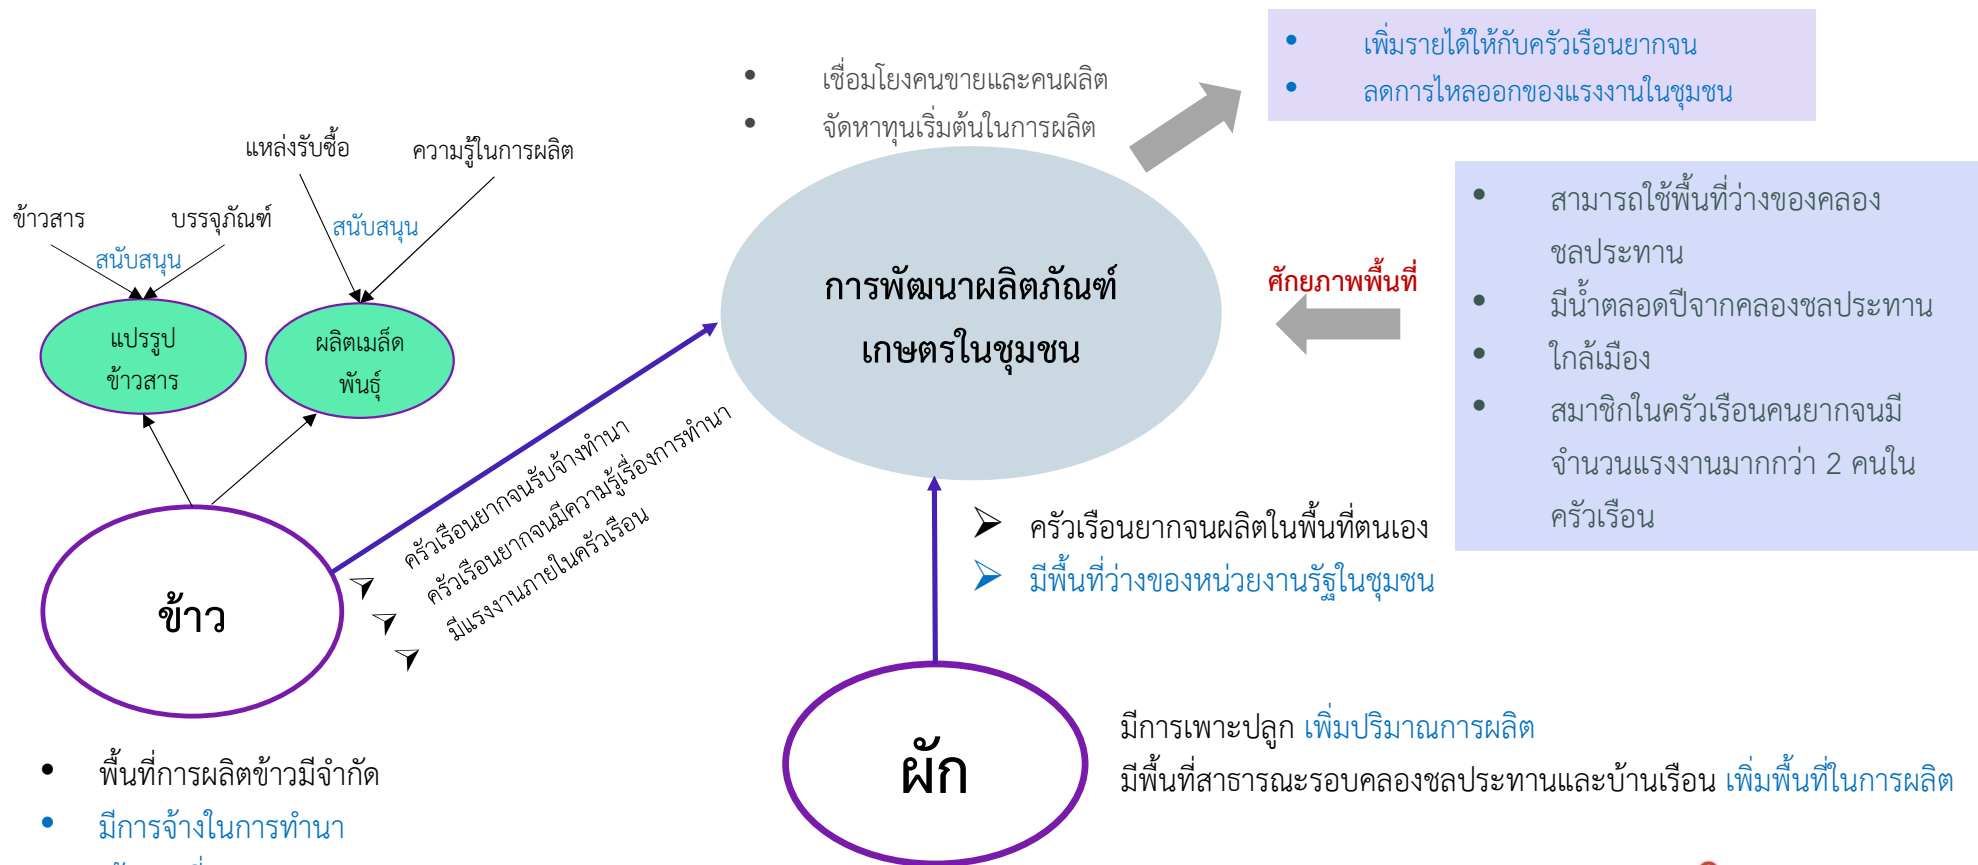 เพิ่มรายได้ให้กับครัวเรือนยากจน
ลดการไหลออกของแรงงานในชุมชน
เชื่อมโยงคนขายและคนผลิต
จัดหาทุนเริ่มต้นในการผลิต
แหล่งรับซื้อ
ความรู้ในการผลิต
ข้าวสาร
บรรจุภัณฑ์
สนับสนุน
สนับสนุน
แปรรูป
ข้าวสาร
ผลิตเมล็ด
พันธุ์
การพัฒนาผลิตภัณฑ์
เกษตรในชุมชน
ศักยภาพพื้นที่
สามารถใช้พื้นที่ว่างของคลอง
ชลประทาน
มีน้ำตลอดปีจากคลองชลประทาน
ใกล้เมือง
สมาชิกในครัวเรือนคนยากจนมี
จำนวนแรงงานมากกว่า 2 คนใน
ครัวเรือน
ครัวเรือนยากจนรับจ้างทำนา
ครัวเรือนยากจนมีความรู้เรื่องการทำนา
มีแรงงานภายในครัวเรือน
ครัวเรือนยากจนผลิตในพื้นที่ตนเอง
มีพื้นที่ว่างของหน่วยงานรัฐในชุมชน
ข้าว
ผัก
มีการเพาะปลูก เพิ่มปริมาณการผลิต
มีพื้นที่สาธารณะรอบคลองชลประทานและบ้านเรือน เพิ่มพื้นที่ในการผลิต
พื้นที่การผลิตข้าวมีจำกัด
มีการจ้างในการทำนา